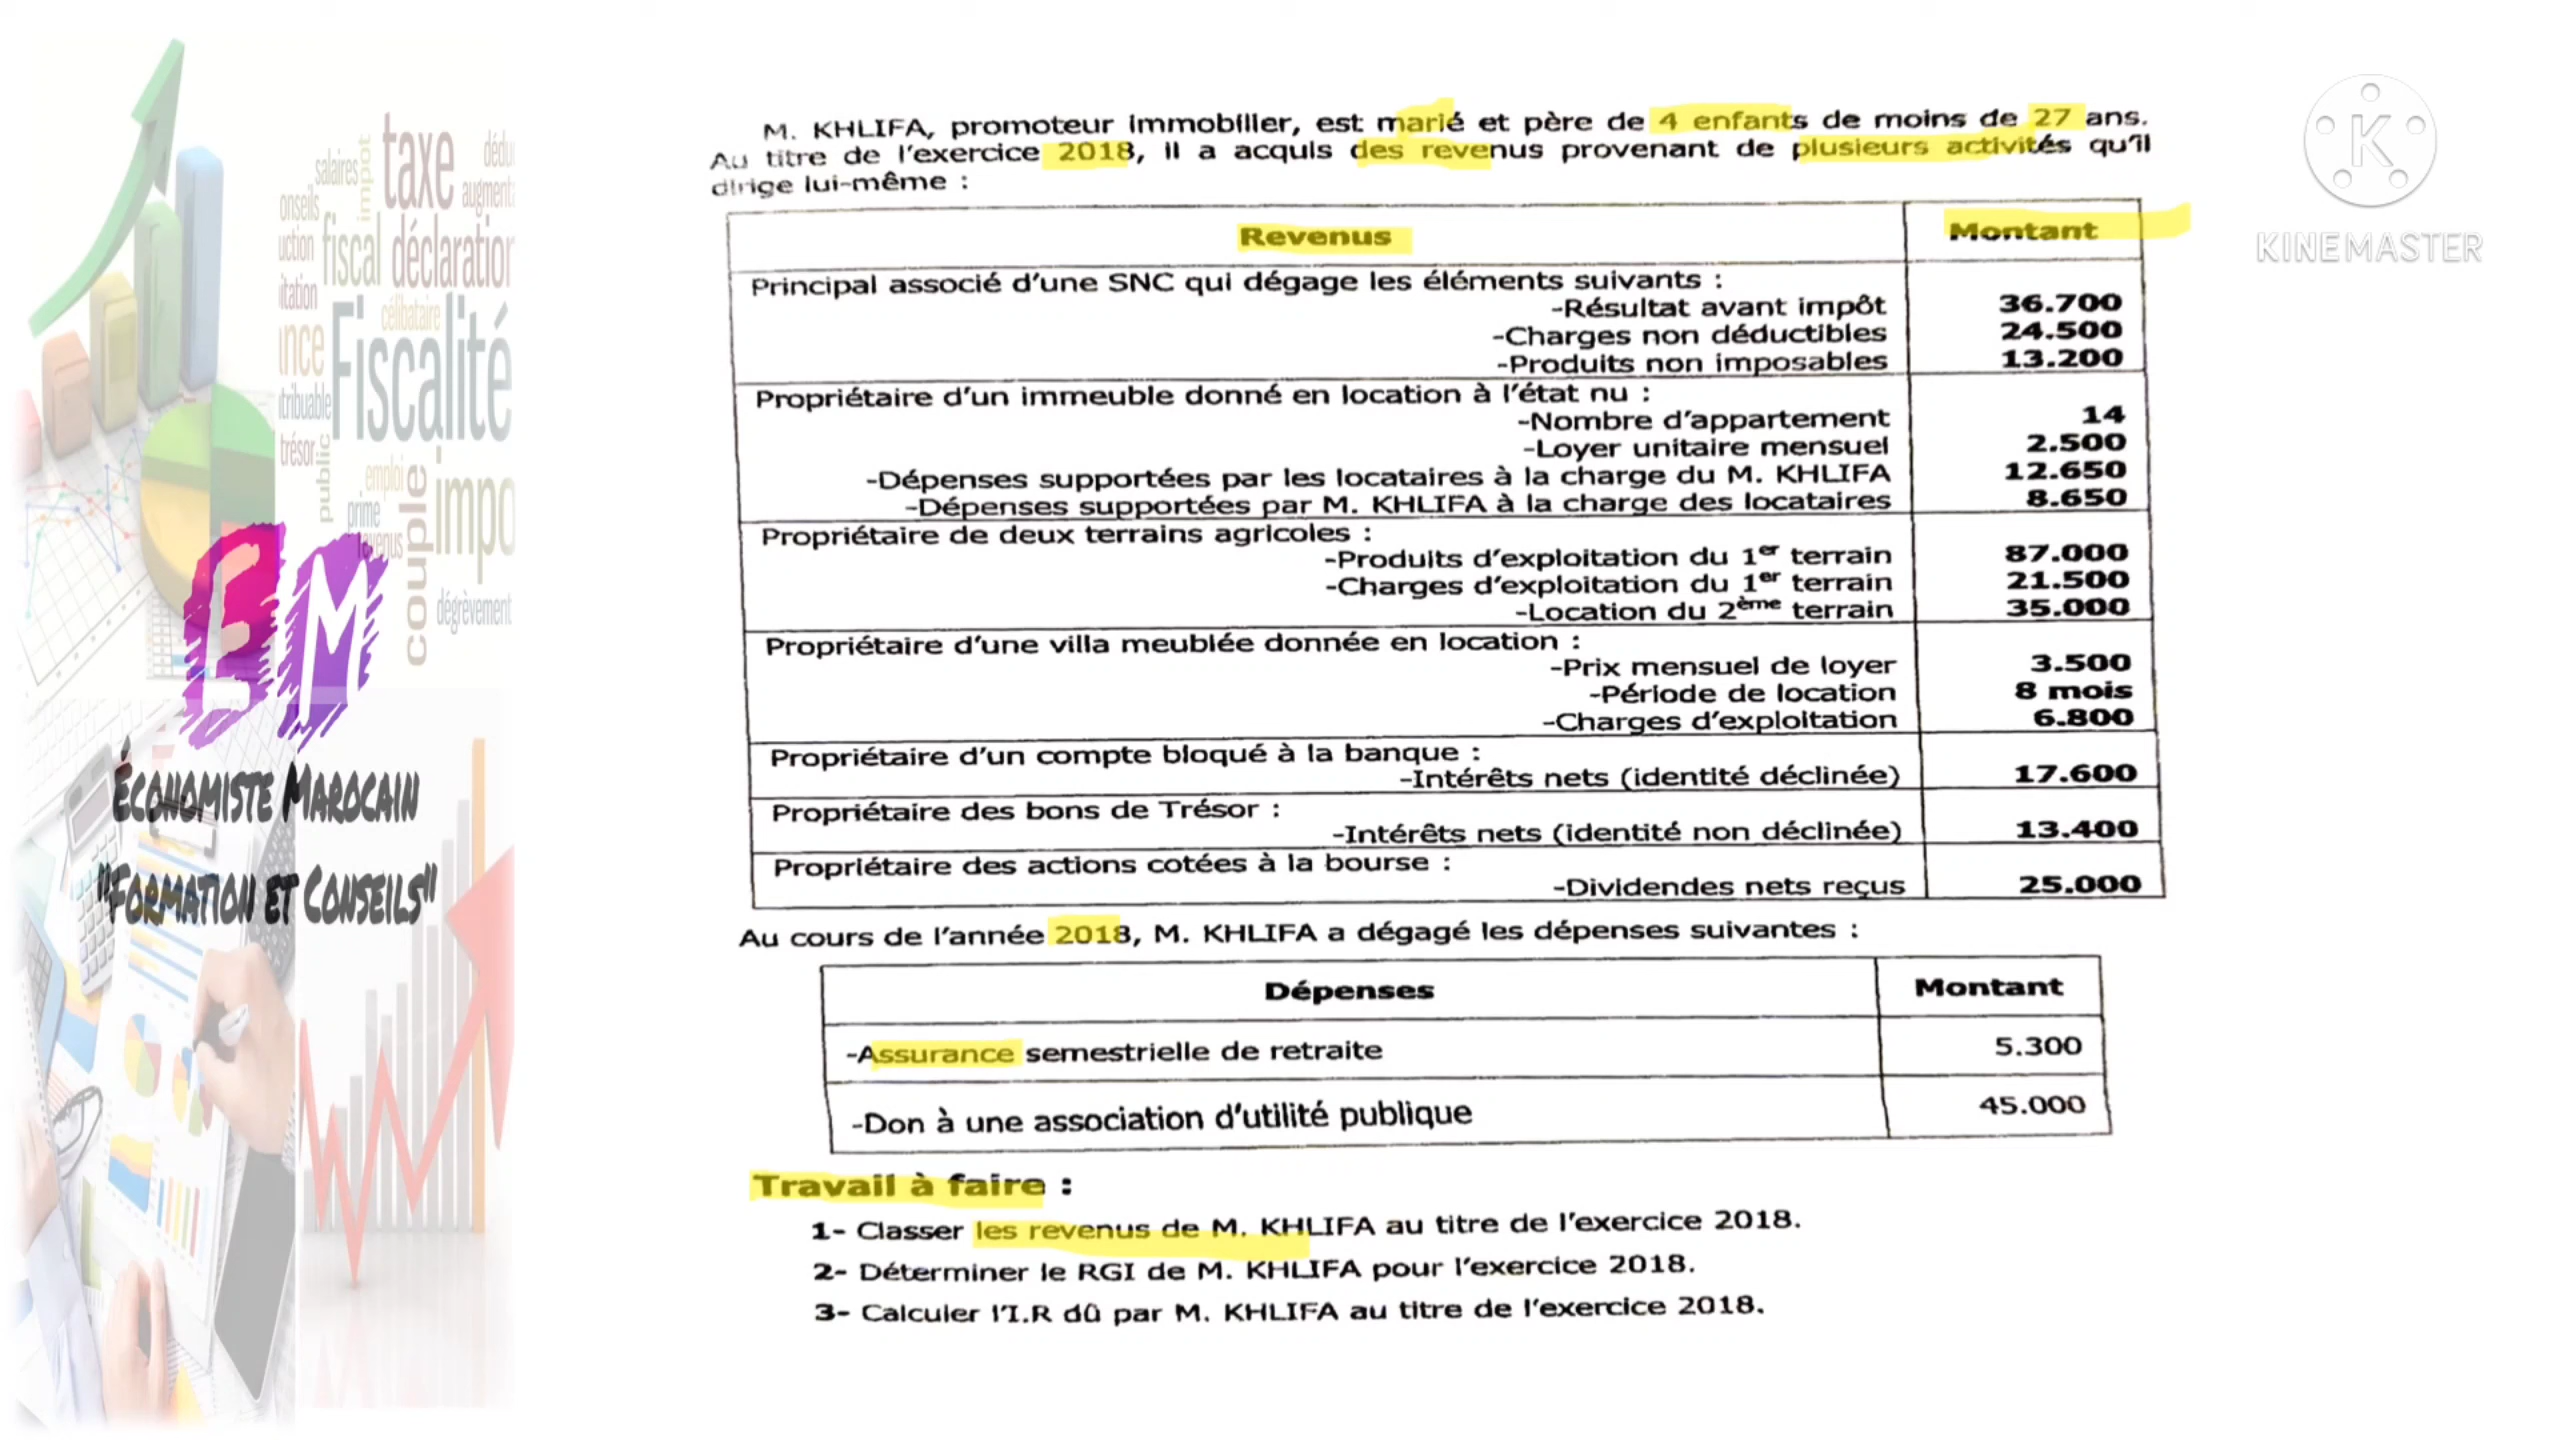 taxe
dédu
salaires
impot
augment
onseils
uction
fiscal
déclaration
itation
célibataire
ince
Fiscalité
tribuable
trésor
public
emploi
couple
impo
prime
revenus
dégrèvement
EM
Économiste Marocain
"Formation et Conseils"
KINEMASTER
M. KHLIFA, promoteur immobilier, est marié et père de 4 enfants de moins de 27 ans.
Au titre de l'exercice 2018, il a acquis des revenus provenant de plusieurs activités qu'il
dirige lui-même :
Revenus Montant
Principal associé d'une SNC qui dégage les éléments suivants :
-Résultat avant impôt 36.700
-Charges non déductibles 24.500
-Produits non imposables 13.200
Propriétaire d'un immeuble donné en location à l'état nu :
-Nombre d'appartement 14
-Loyer unitaire mensuel 2.500
-Dépenses supportées par les locataires à la charge du M. KHLIFA 12.650
-Dépenses supportées par M. KHLIFA à la charge des locataires 8.650
Propriétaire de deux terrains agricoles :
-Produits d'exploitation du 1er terrain 87.000
-Charges d'exploitation du 1er terrain 21.500
-Location du 2ème terrain 35.000
Propriétaire d'une villa meublée donnée en location :
-Prix mensuel de loyer 3.500
-Période de location 8 mois
-Charges d'exploitation 6.800
Propriétaire d'un compte bloqué à la banque :
-Intérêts nets (identité déclinée) 17.600
Propriétaire des bons de Trésor :
-Intérêts nets (identité non déclinée) 13.400
Propriétaire des actions cotées à la bourse :
-Dividendes nets reçus 25.000
Au cours de l'année 2018, M. KHLIFA a dégagé les dépenses suivantes :
Dépenses Montant
-Assurance semestrielle de retraite 5.300
-Don à une association d'utilité publique 45.000
Travail à faire :
1- Classer les revenus de M. KHLIFA au titre de l'exercice 2018.
2- Déterminer le RGI de M. KHLIFA pour l'exercice 2018.
3- Calculer l'I.R dû par M. KHLIFA au titre de l'exercice 2018.